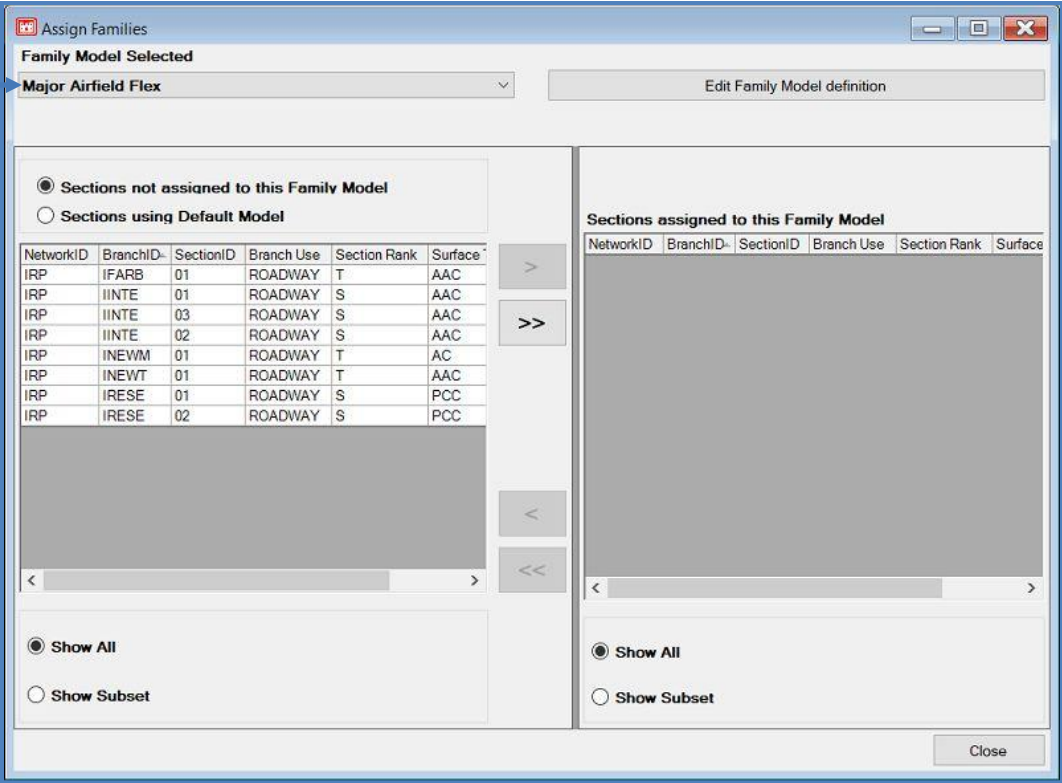 Assign Families
Family Model Selected
Major Airfield Flex
Edit Family Model definition
Sections not assigned to this Family Model
Sections using Default Model
NetworkID BranchID SectionID Branch Use Section Rank Surface
IRP IFARB 01 ROADWAY T AAC
IRP IINTE 01 ROADWAY S AAC
IRP IINTE 03 ROADWAY S AAC
IRP IINTE 02 ROADWAY S AAC
IRP INEWM 01 ROADWAY T AC
IRP INEWT 01 ROADWAY T AAC
IRP IRESE 01 ROADWAY S PCC
IRP IRESE 02 ROADWAY S PCC
>
>>
<
<<
Show All
Show Subset
Sections assigned to this Family Model
NetworkID BranchID SectionID Branch Use Section Rank Surface
Show All
Show Subset
Close